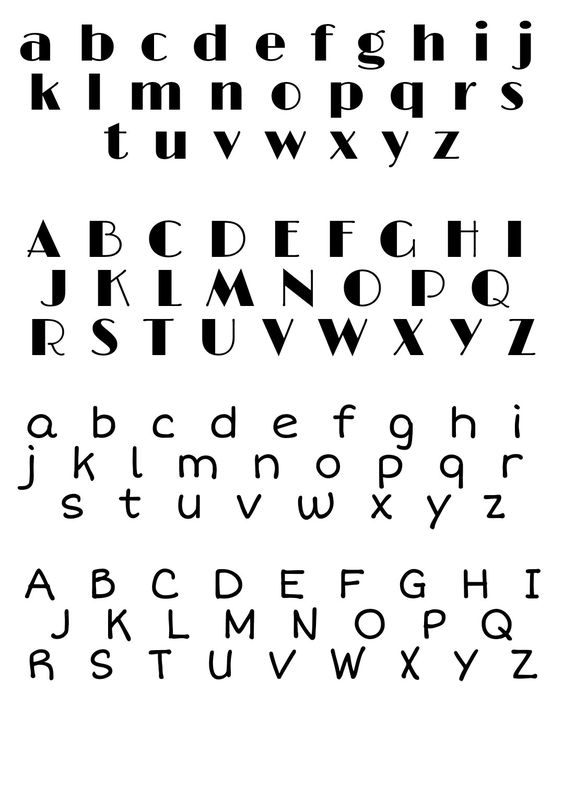 a b c d e f g h i j
k l m n o p q r s
t u v w x y z
A B C D E F G H I
J K L M N O P Q
R S T U V W X Y Z
a b c d e f g h i
j k l m n o p q r
s t u v w x y z
A B C D E F G H I
J K L M N O P Q
R S T U V W X Y Z